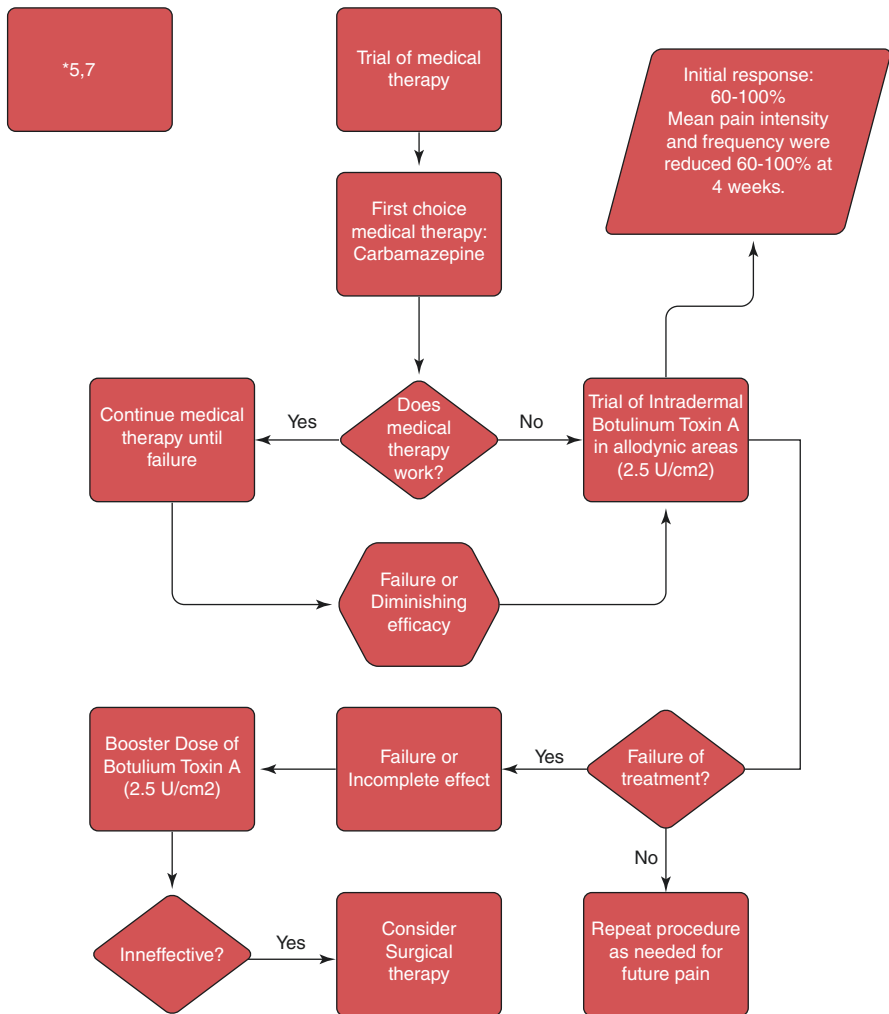 *5,7
Trial of medical
therapy
Initial response:
60-100%
Mean pain intensity
and frequency were
reduced 60-100% at
4 weeks.
First choice
medical therapy:
Carbamazepine
Continue medical
therapy until
failure
Yes
Does
medical
therapy
work?
No
Trial of Intradermal
Botulinum Toxin A
in allodynic areas
(2.5 U/cm2)
Failure or
Diminishing
efficacy
Booster Dose of
Botulium Toxin A
(2.5 U/cm2)
Failure or
Incomplete effect
Yes
Failure of
treatment?
No
Inneffective?
Yes
Consider
Surgical
therapy
Repeat procedure
as needed for
future pain